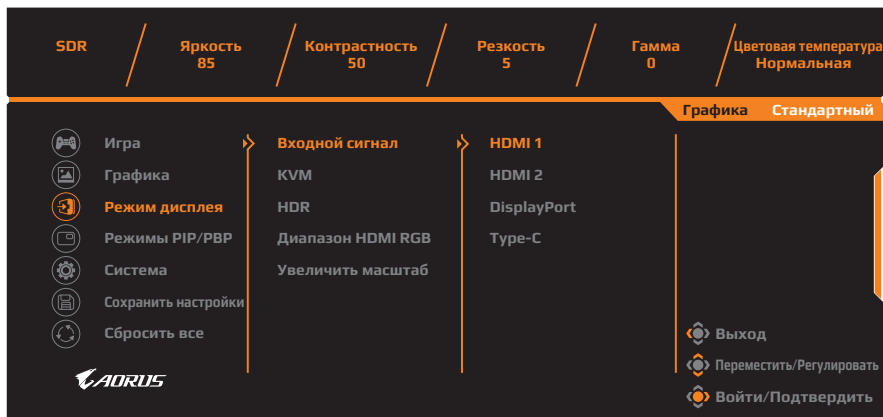 SDR
Яркость
85
Контрастность
50
Резкость
5
Гамма
0
Цветовая температура
Нормальная
Графика Стандартный
Игра
Графика
Режим дисплея
Режимы PIP/PBP
Система
Сохранить настройки
Сбросить все
Входной сигнал
KVM
HDR
Диапазон HDMI RGB
Увеличить масштаб
HDMI 1
HDMI 2
DisplayPort
Type-C
Выход
Переместить/Регулировать
Войти/Подтвердить
AORUS